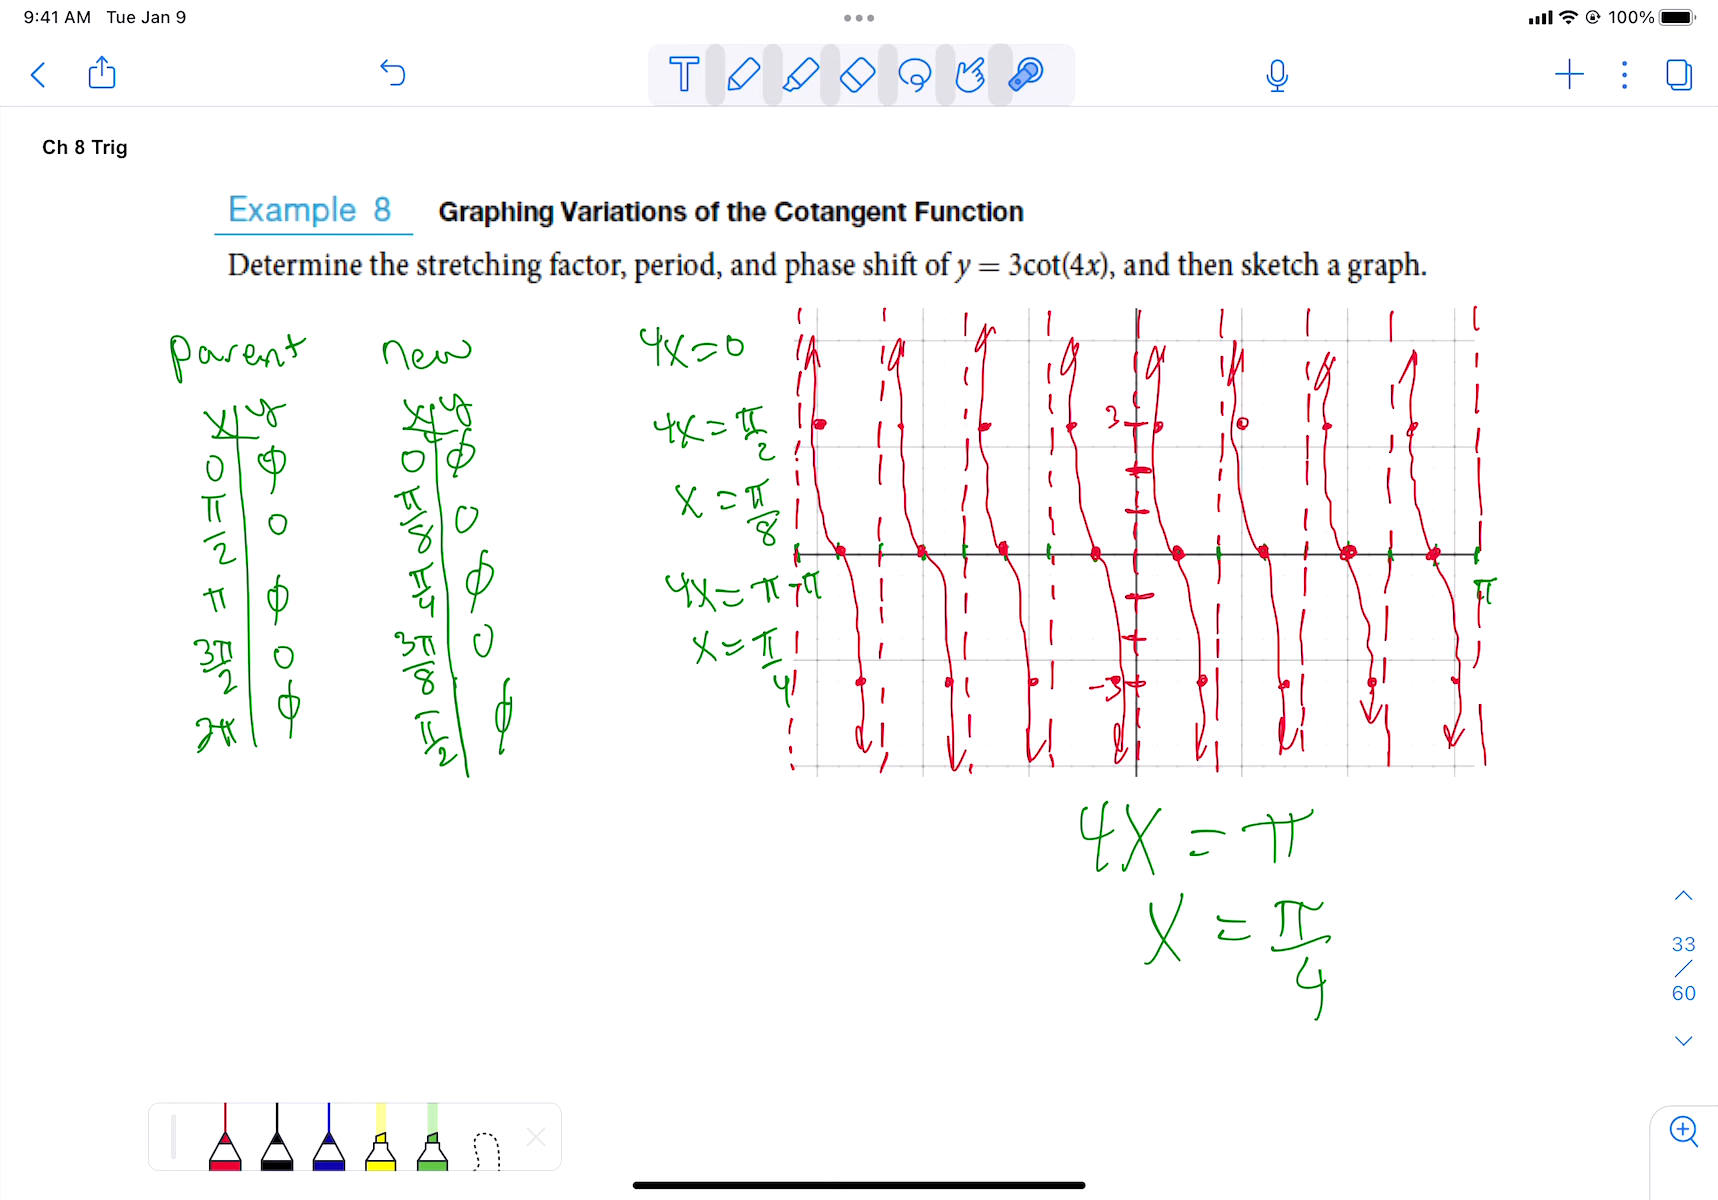 9:41 AM Tue Jan 9
100%
Ch 8 Trig
Example 8 Graphing Variations of the Cotangent Function
Determine the stretching factor, period, and phase shift of y = 3cot(4x), and then sketch a graph.
parent
x y
0 ϕ
π/2 0
π ϕ
3π/2 0
2π ϕ
new
x y
0 ϕ
π/8 0
π/4 ϕ
3π/8 0
π/2 ϕ
4x = 0
4x = π/2
x = π/8
4x = π
x = π/4
3
-π
π
-3
4x = π
x = π/4
33
/
60